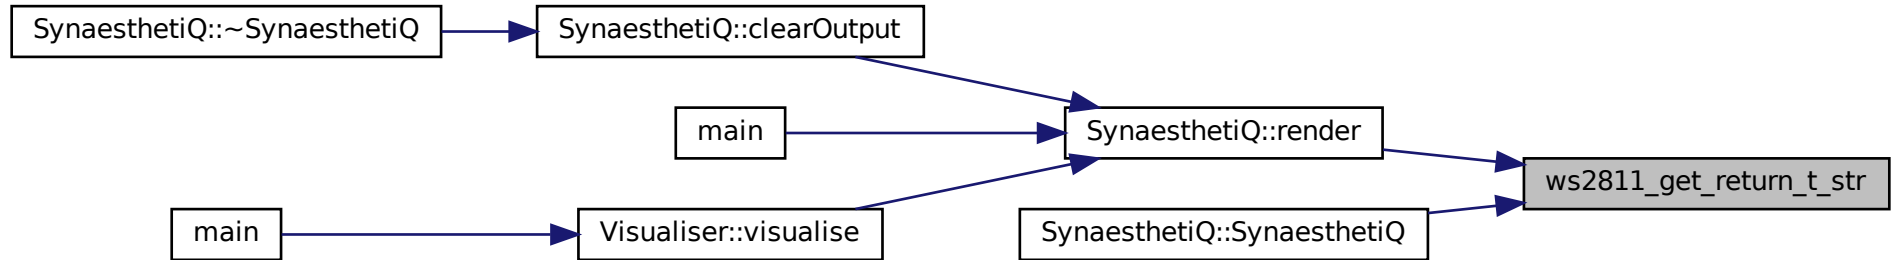 SynaesthetiQ::~SynaesthetiQ
SynaesthetiQ::clearOutput
main
SynaesthetiQ::render
ws2811_get_return_t_str
main
Visualiser::visualise
SynaesthetiQ::SynaesthetiQ